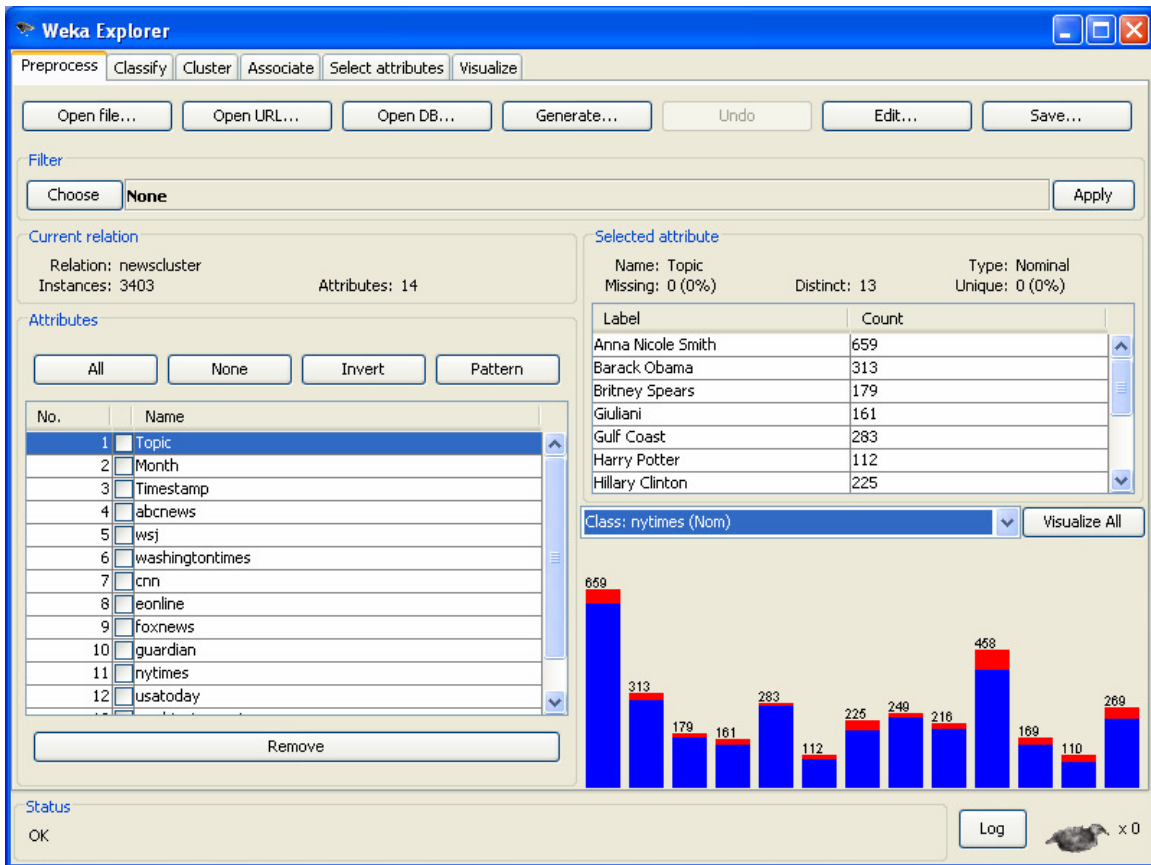 Weka Explorer
Preprocess Classify Cluster Associate Select attributes Visualize
Open file... Open URL... Open DB... Generate... Undo Edit... Save...
Filter
Choose None Apply
Current relation
Relation: newscluster
Instances: 3403 Attributes: 14
Selected attribute
Name: Topic Type: Nominal
Missing: 0 (0%) Distinct: 13 Unique: 0 (0%)
Attributes
All None Invert Pattern
No. Name
1 Topic
2 Month
3 Timestamp
4 abcnews
5 wsj
6 washingtontimes
7 cnn
8 eonline
9 foxnews
10 guardian
11 nytimes
12 usatoday
Remove
Label Count
Anna Nicole Smith 659
Barack Obama 313
Britney Spears 179
Giuliani 161
Gulf Coast 283
Harry Potter 112
Hillary Clinton 225
Class: nytimes (Nom) Visualize All
659
313
179
161
283
112
225
249
216
458
169
110
269
Status
OK
Log x 0